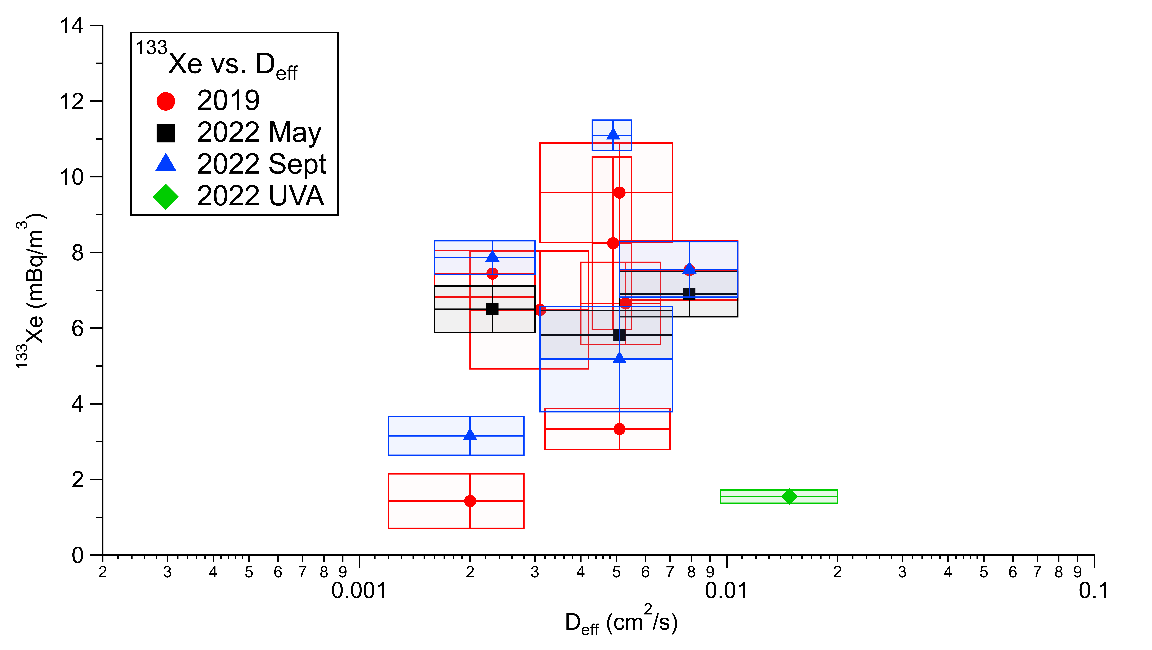 ¹³³Xe vs. D_eff
2019
2022 May
2022 Sept
2022 UVA
14
12
10
8
6
4
2
0
¹³³Xe (mBq/m³)
2 3 4 5 6 7 8 9 2 3 4 5 6 7 8 9 2 3 4 5 6 7 8 9
0.001 0.01 0.1
D_eff (cm²/s)